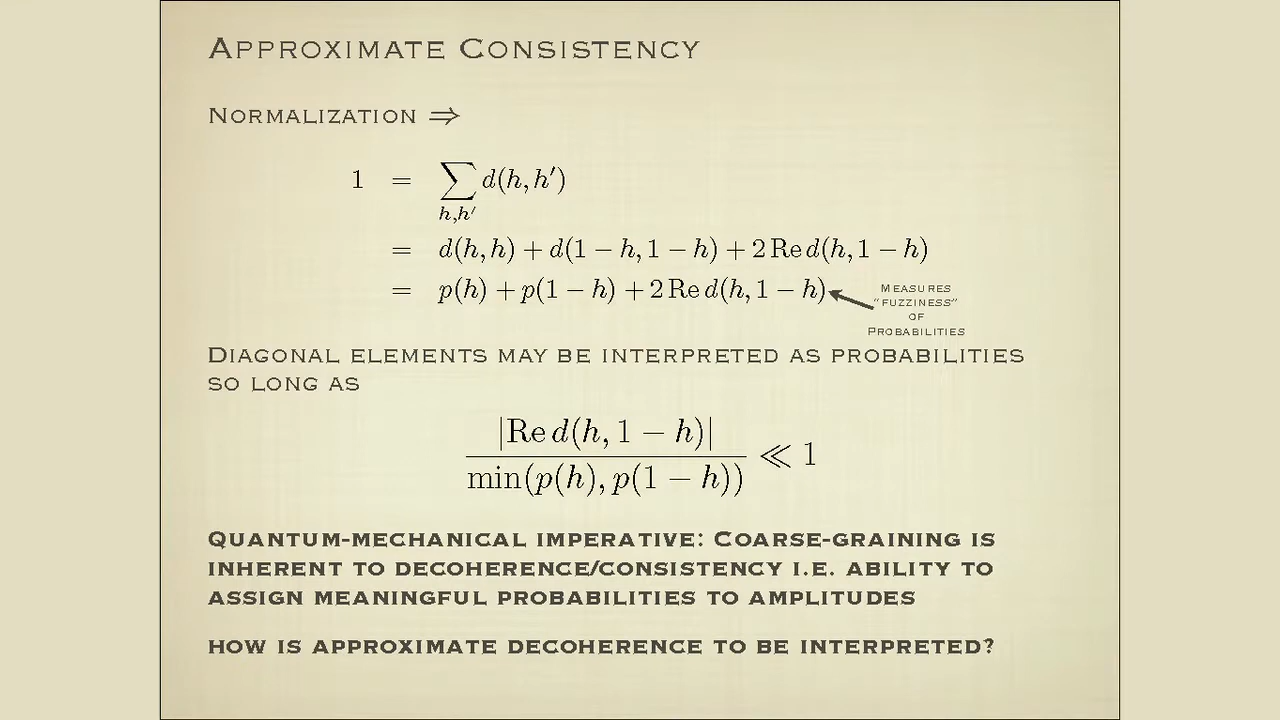 Approximate Consistency
Normalization ⇒
1 = ∑ d(h, h′)
h,h′
= d(h, h) + d(1 − h, 1 − h) + 2 Re d(h, 1 − h)
= p(h) + p(1 − h) + 2 Re d(h, 1 − h)
Measures
"fuzziness"
of
Probabilities
Diagonal elements may be interpreted as probabilities
so long as
|Re d(h, 1 − h)|
min(p(h), p(1 − h))
≪ 1
Quantum-mechanical imperative: Coarse-graining is
inherent to decoherence/consistency i.e. ability to
assign meaningful probabilities to amplitudes
how is approximate decoherence to be interpreted?